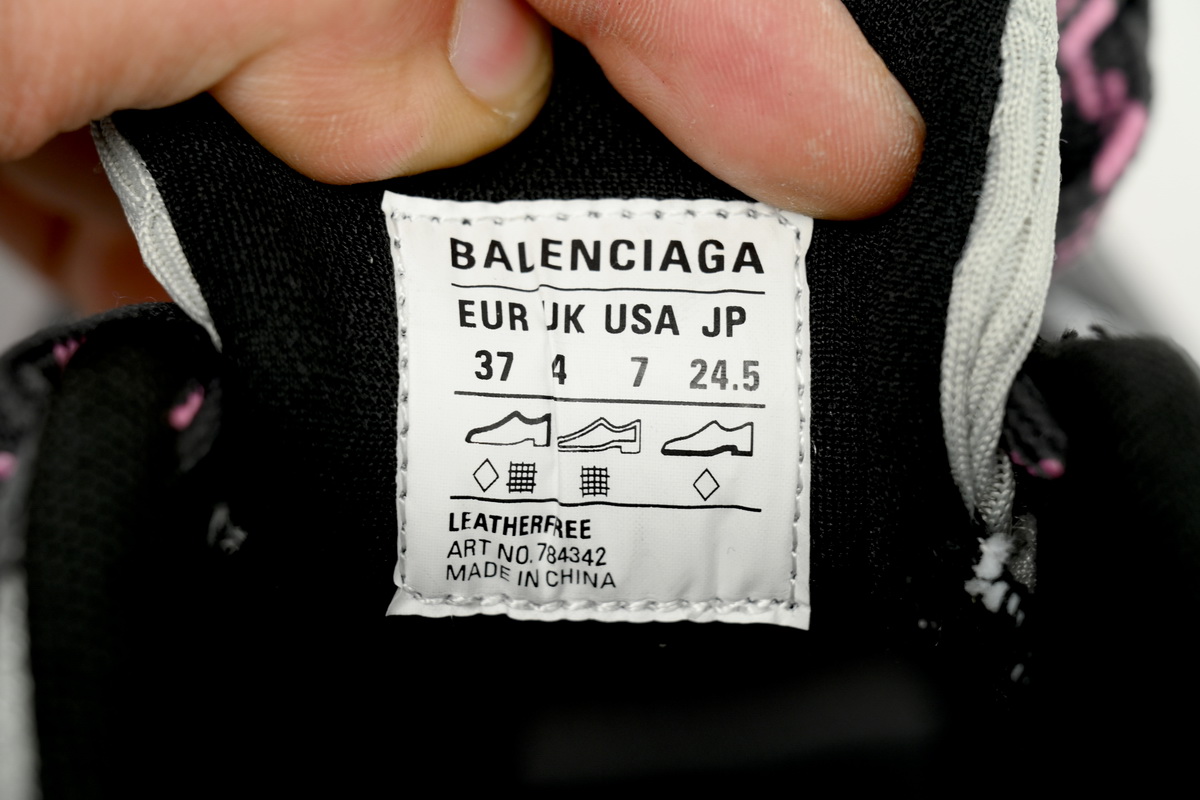 BALENCIAGA
EUR UK USA JP
37 4 7 24.5
LEATHERFREE
ART NO. 784342
MADE IN CHINA